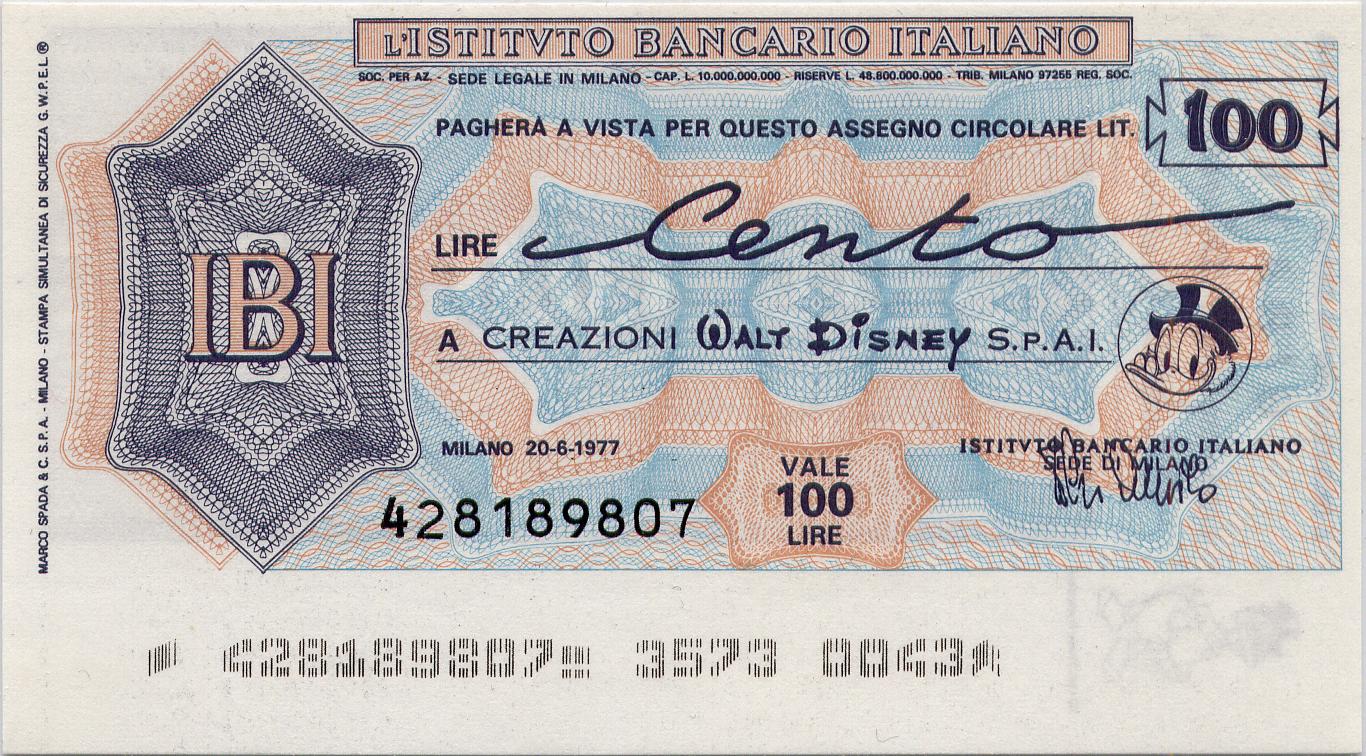 L'ISTITVTO BANCARIO ITALIANO
SOC. PER AZ. - SEDE LEGALE IN MILANO - CAP. L. 10.000.000.000 - RISERVE L. 48.800.000.000 - TRIB. MILANO 97255 REG. SOC.
PAGHERÀ A VISTA PER QUESTO ASSEGNO CIRCOLARE LIT. 100
LIRE Cento
IBI
A CREAZIONI WALT DISNEY S.P.A.I.
MILANO 20-6-1977
ISTITVTO BANCARIO ITALIANO
SEDE DI MILANO
VALE
100
LIRE
428189807
428189807 3573 0043
MARCO SPADA & C. S.P.A. - MILANO - STAMPA SIMULTANEA DI SICUREZZA G.W.P.E.L.®